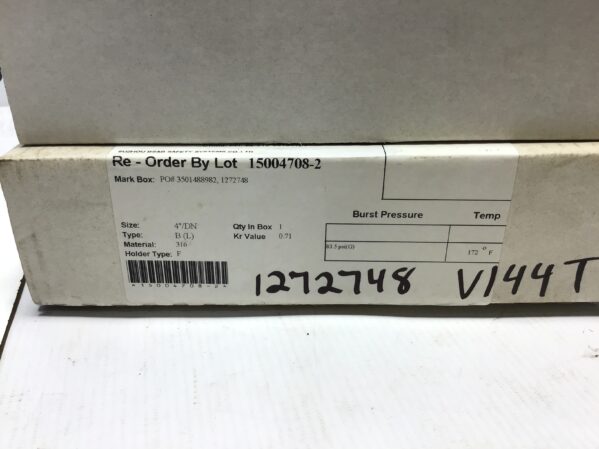 Re - Order By Lot 15004708-2
Mark Box: PO# 3501488982, 1272748
Size: 4"/DN Qty In Box 1
Type: B (L) Kr Value 0.71
Material: 316
Holder Type: F
Burst Pressure Temp
172 ° F
1272748 V144T